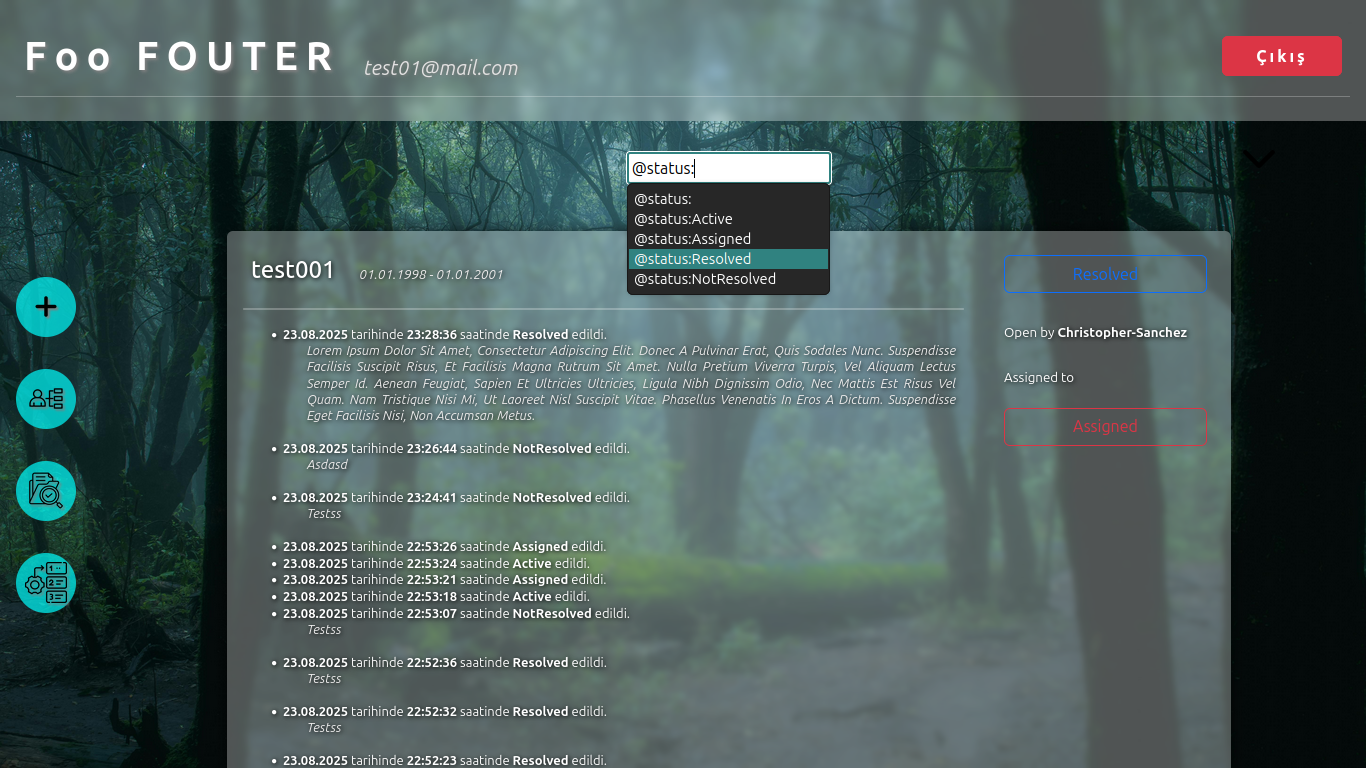 Foo FOUTER
test01@mail.com
Çıkış
@status:
@status:
@status:Active
@status:Assigned
@status:Resolved
@status:NotResolved
test001
01.01.1998 - 01.01.2001
Resolved
Open by Christopher-Sanchez
Assigned to
Assigned
23.08.2025 tarihinde 23:28:36 saatinde Resolved edildi.
Lorem Ipsum Dolor Sit Amet, Consectetur Adipiscing Elit. Donec A Pulvinar Erat, Quis Sodales Nunc. Suspendisse
Facilisis Suscipit Risus, Et Facilisis Magna Rutrum Sit Amet. Nulla Pretium Viverra Turpis, Vel Aliquam Lectus
Semper Id. Aenean Feugiat, Sapien Et Ultricies Ultricies, Ligula Nibh Dignissim Odio, Nec Mattis Est Risus Vel
Quam. Nam Tristique Nisi Mi, Ut Laoreet Nisl Suscipit Vitae. Phasellus Venenatis In Eros A Dictum. Suspendisse
Eget Facilisis Nisi, Non Accumsan Metus.
23.08.2025 tarihinde 23:26:44 saatinde NotResolved edildi.
Asdasd
23.08.2025 tarihinde 23:24:41 saatinde NotResolved edildi.
Testss
23.08.2025 tarihinde 22:53:26 saatinde Assigned edildi.
23.08.2025 tarihinde 22:53:24 saatinde Active edildi.
23.08.2025 tarihinde 22:53:21 saatinde Assigned edildi.
23.08.2025 tarihinde 22:53:18 saatinde Active edildi.
23.08.2025 tarihinde 22:53:07 saatinde NotResolved edildi.
Testss
23.08.2025 tarihinde 22:52:36 saatinde Resolved edildi.
Testss
23.08.2025 tarihinde 22:52:32 saatinde Resolved edildi.
Testss
23.08.2025 tarihinde 22:52:23 saatinde Resolved edildi.